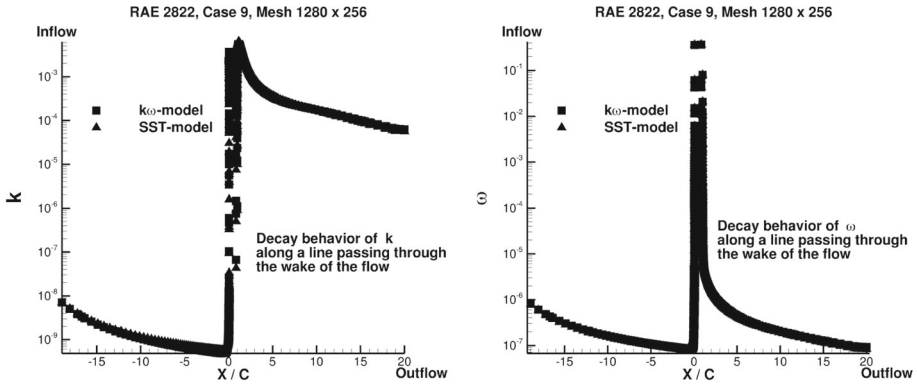 RAE 2822, Case 9, Mesh 1280 x 256
Inflow
10⁻³
10⁻⁴
10⁻⁵
10⁻⁶
10⁻⁷
10⁻⁸
10⁻⁹
k
kω-model
SST-model
Decay behavior of k
along a line passing through
the wake of the flow
-15 -10 -5 0 5 10 15 20
X / C
Outflow
RAE 2822, Case 9, Mesh 1280 x 256
Inflow
10⁻¹
10⁻²
10⁻³
10⁻⁴
10⁻⁵
10⁻⁶
10⁻⁷
ω
kω-model
SST-model
Decay behavior of ω
along a line passing through
the wake of the flow
-15 -10 -5 0 5 10 15 20
X / C
Outflow